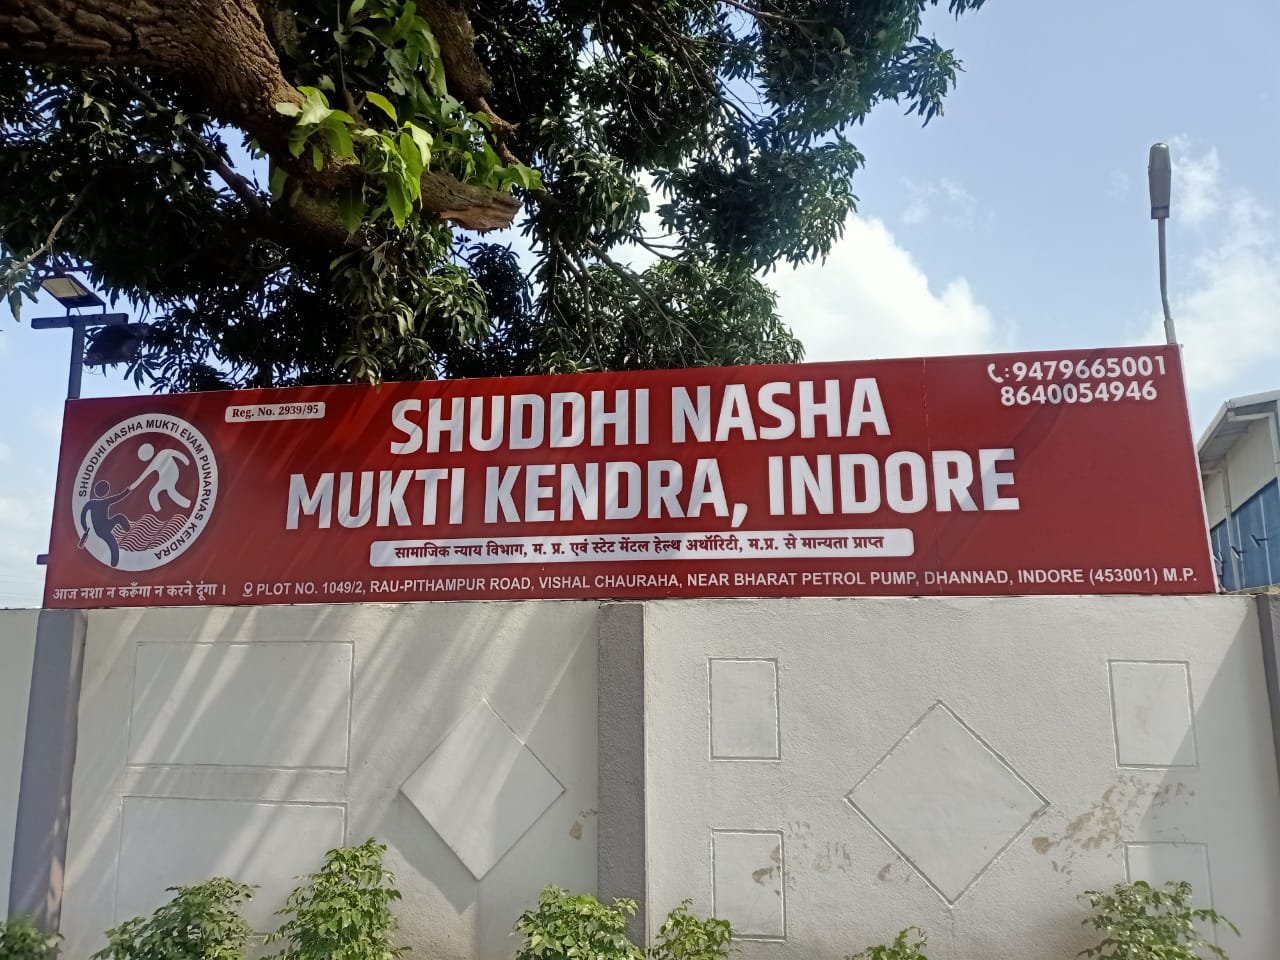 Reg. No. 2939/95
SHUDDHI NASHA MUKTI EVAM PUNARVAS KENDRA
SHUDDHI NASHA
MUKTI KENDRA, INDORE
:9479665001
8640054946
सामाजिक न्याय विभाग, म. प्र. एवं स्टेट मेंटल हेल्थ अथॉरिटी, म.प्र. से मान्यता प्राप्त
आज नशा न करूँगा न करने दूंगा ।
PLOT NO. 1049/2, RAU-PITHAMPUR ROAD, VISHAL CHAURAHA, NEAR BHARAT PETROL PUMP, DHANNAD, INDORE (453001) M.P.